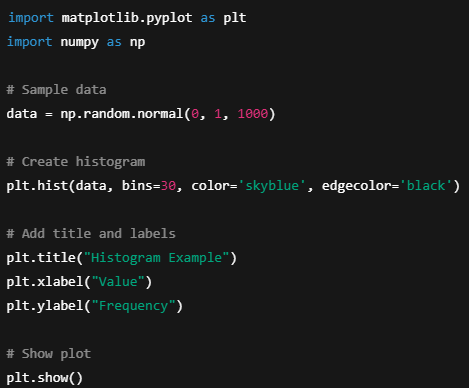 import matplotlib.pyplot as plt
import numpy as np
# Sample data
data = np.random.normal(0, 1, 1000)
# Create histogram
plt.hist(data, bins=30, color='skyblue', edgecolor='black')
# Add title and labels
plt.title("Histogram Example")
plt.xlabel("Value")
plt.ylabel("Frequency")
# Show plot
plt.show()